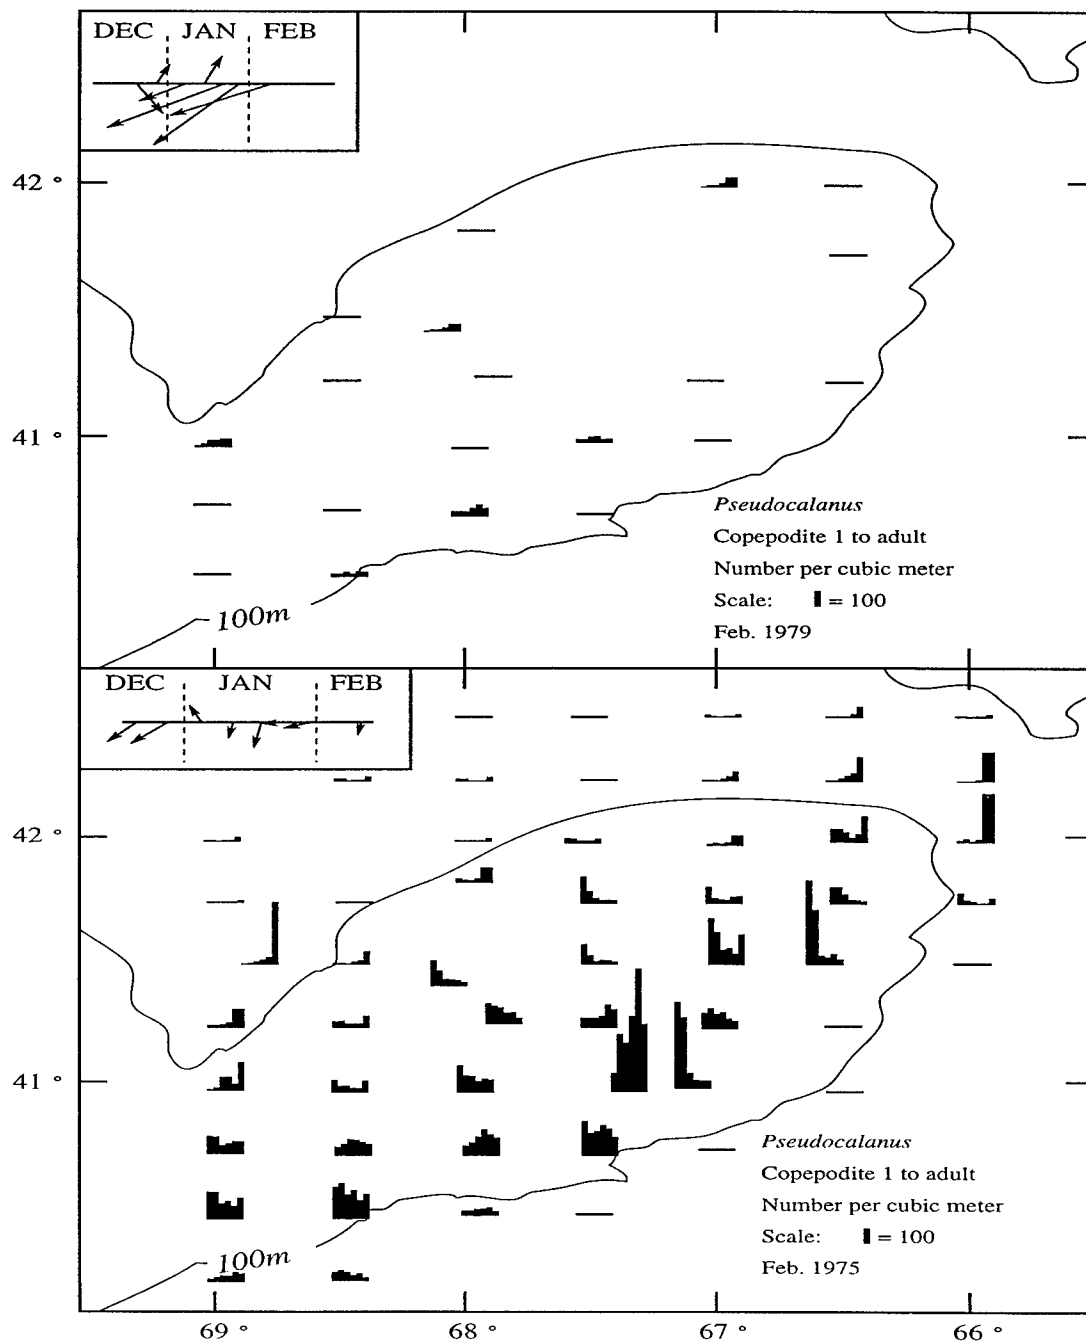 DEC JAN FEB
42 °
41 °
Pseudocalanus
Copepodite 1 to adult
Number per cubic meter
Scale: = 100
Feb. 1979
100m
DEC JAN FEB
42 °
41 °
Pseudocalanus
Copepodite 1 to adult
Number per cubic meter
Scale: = 100
Feb. 1975
100m
69 ° 68 ° 67 ° 66 °